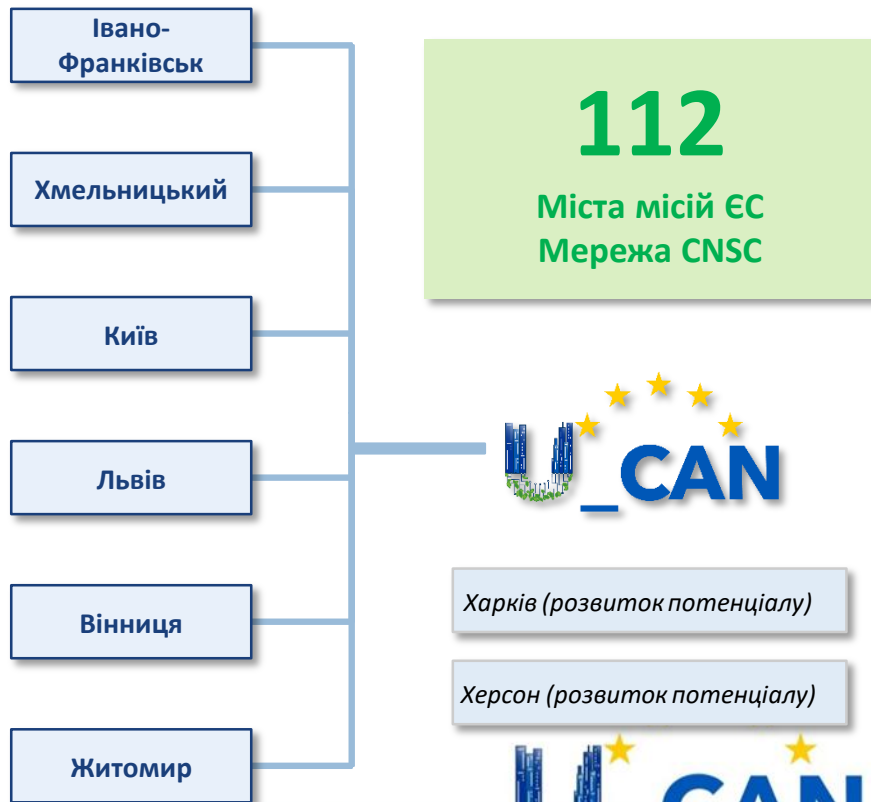 Івано-
Франківськ
Хмельницький
Київ
Львів
Вінниця
Житомир
112
Міста місій ЄС
Мережа CNSC
U_CAN
Харків (розвиток потенціалу)
Херсон (розвиток потенціалу)
U_CAN